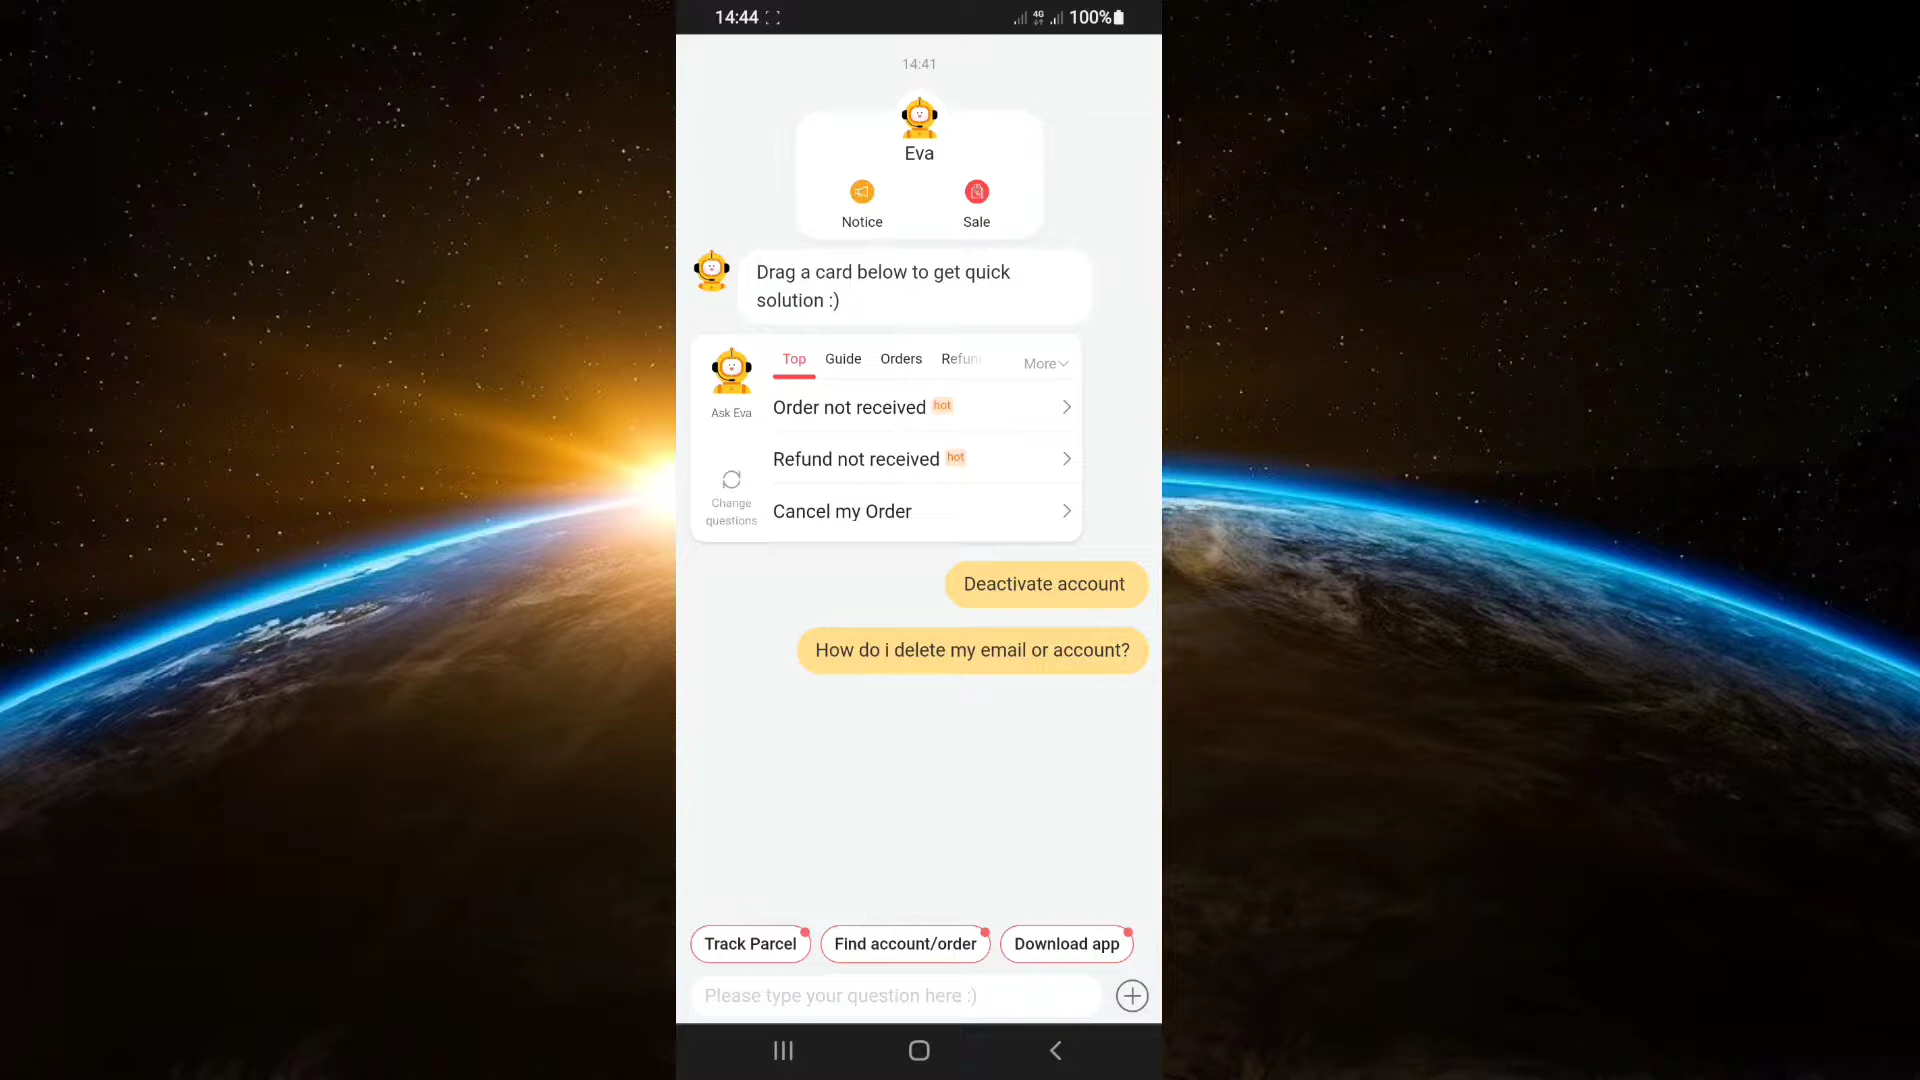 14:44
4G
100%
14:41
Eva
Notice
Sale
Drag a card below to get quick
solution :)
Top
Guide
Orders
Refun
More
Ask Eva
Order not received hot
Refund not received hot
Change
questions
Cancel my Order
Deactivate account
How do i delete my email or account?
Track Parcel
Find account/order
Download app
Please type your question here :)